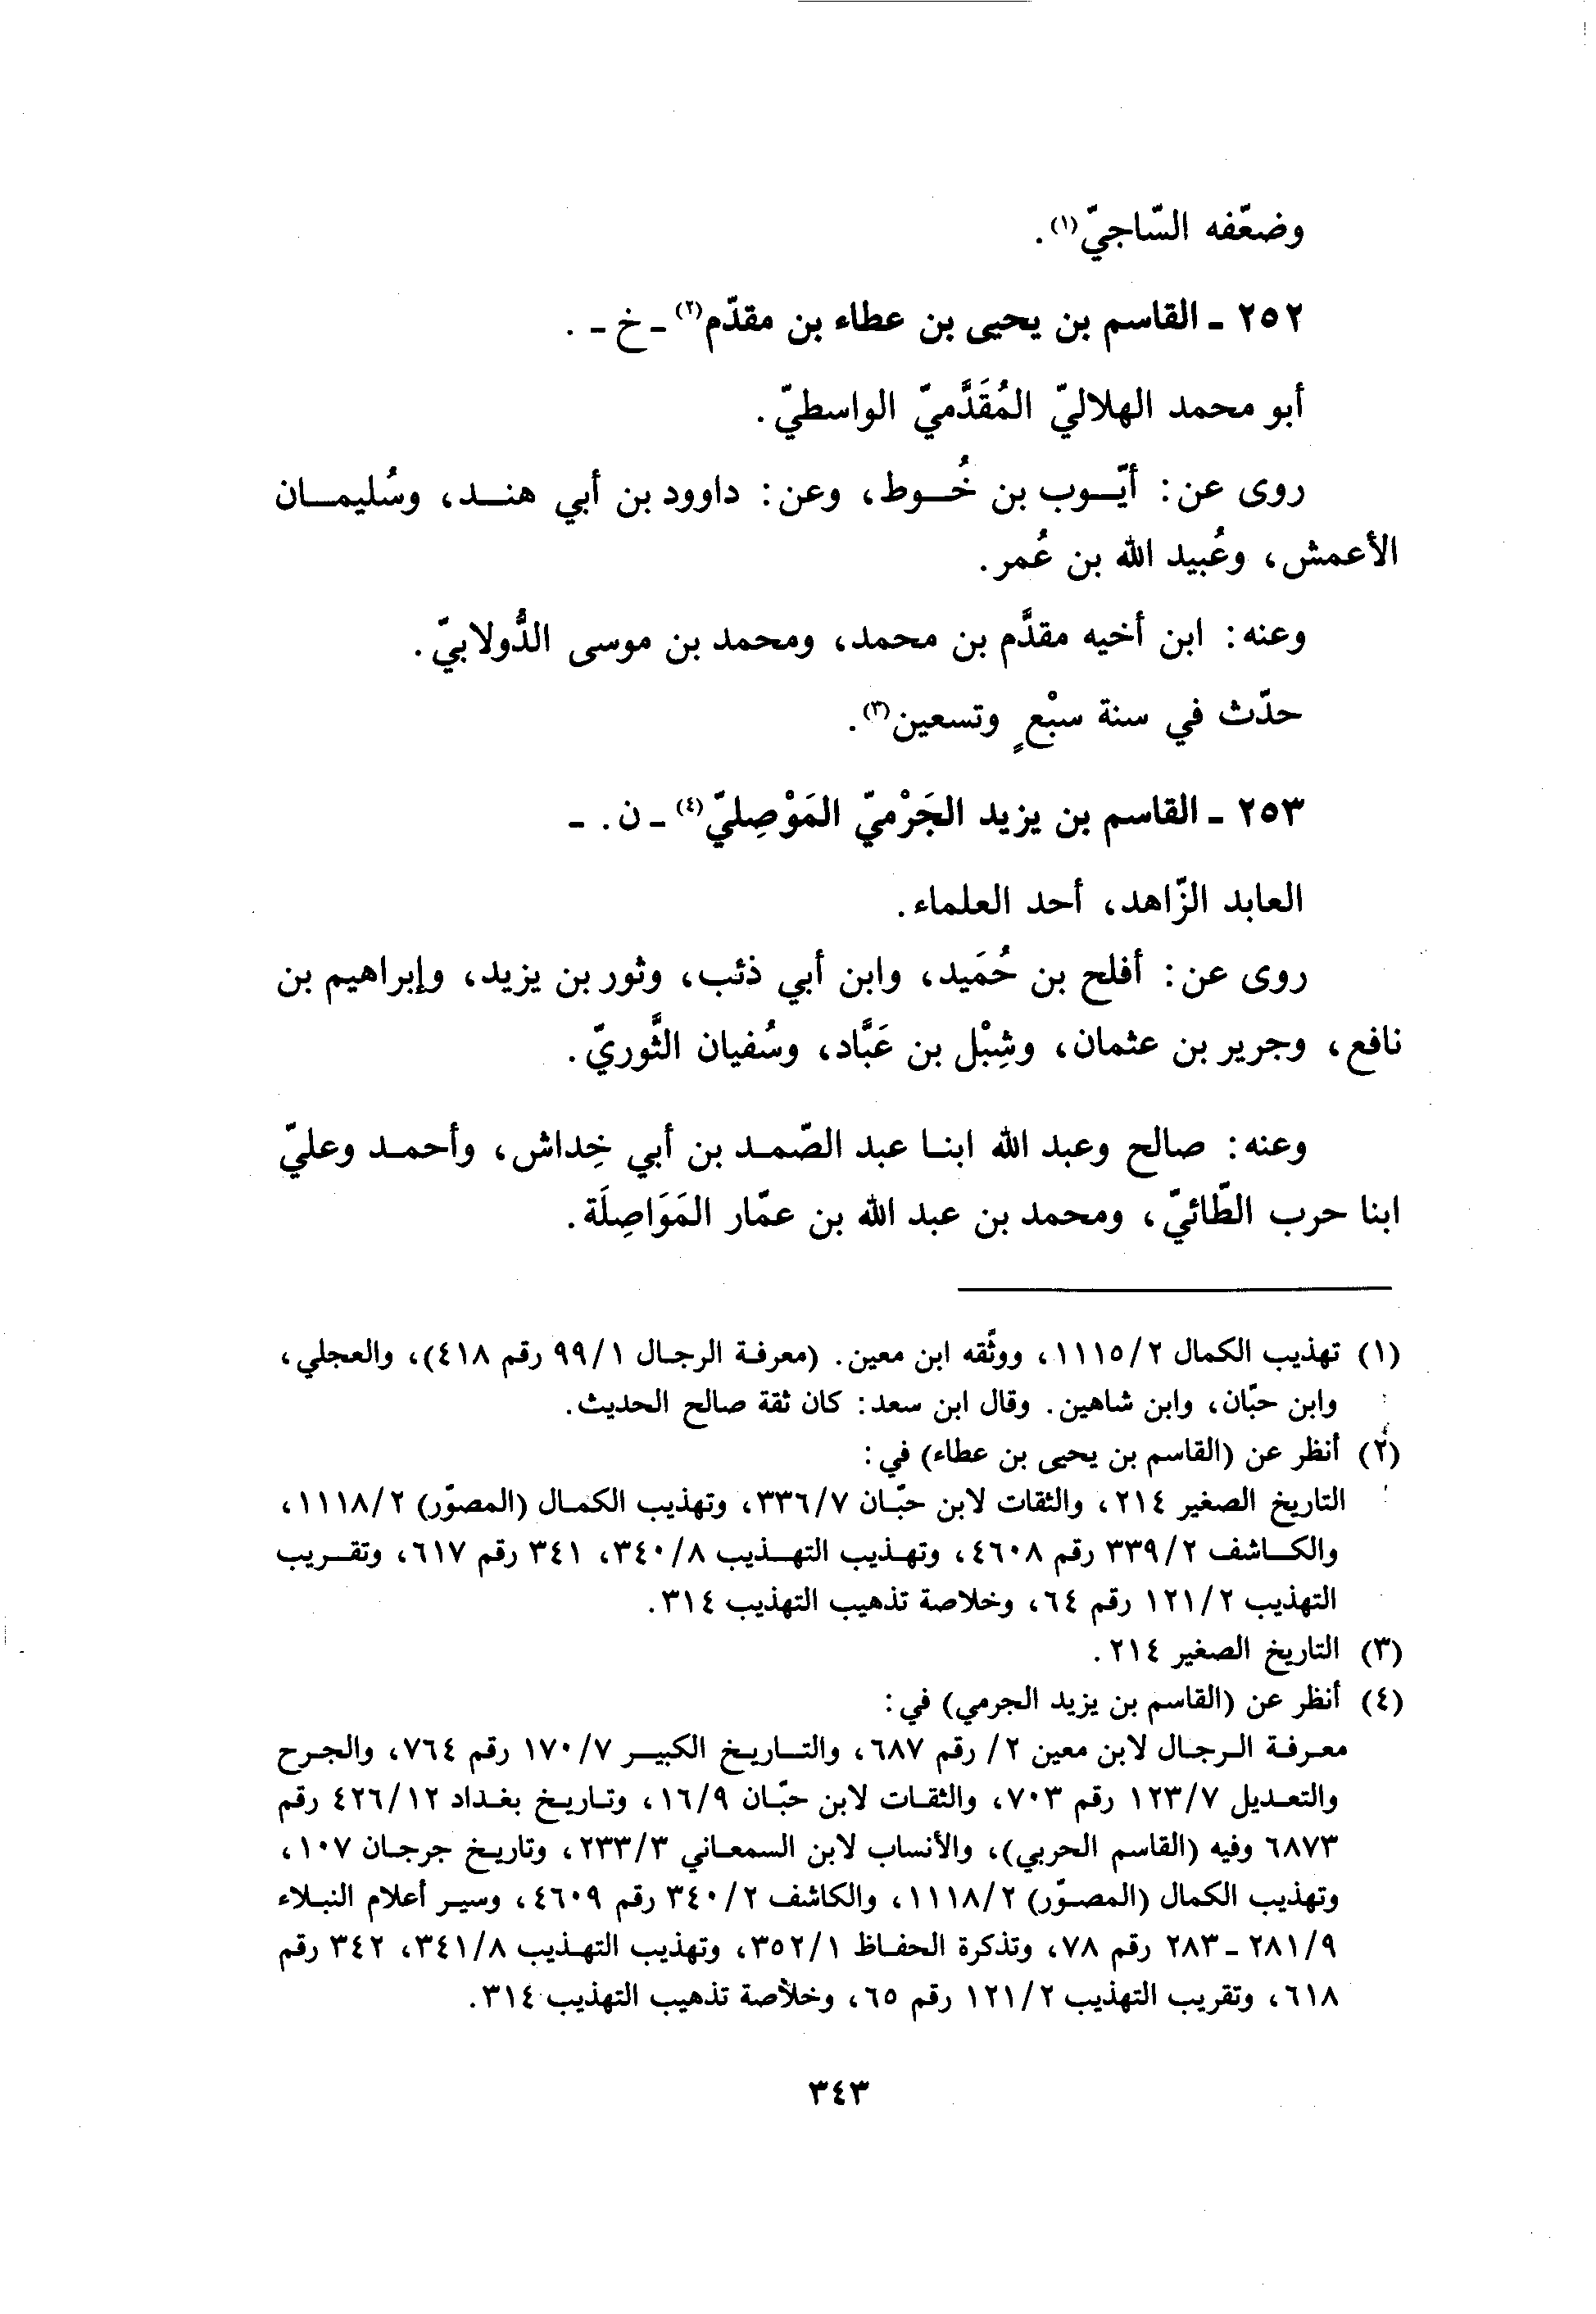 وضعّفه السّاجيّ(١).
٢٥٢ ـ القاسم بن يحيى بن عطاء بن مقدّم(٢) ـ خ ـ .
أبو محمد الهلاليّ المُقَدَّميّ الواسطيّ.
روى عن: أيّوب بن خُوط، وعن: داوود بن أبي هند، وسُليمان
الأعمش، وعُبيد الله بن عُمر.
وعنه: ابن أخيه مقدَّم بن محمد، ومحمد بن موسى الدُّولابيّ.
حدّث في سنة سبْعٍ وتسعين(٣).
٢٥٣ ـ القاسم بن يزيد الجَرْميّ المَوْصِليّ(٤) ـ ن. ـ
العابد الزّاهد، أحد العلماء.
روى عن: أفلح بن حُمَيد، وابن أبي ذئب، وثور بن يزيد، وإبراهيم بن
نافع، وجرير بن عثمان، وشِبْل بن عَبَّاد، وسُفيان الثَّوريّ.
وعنه: صالح وعبد الله ابنا عبد الصّمد بن أبي خِداش، وأحمد وعليّ
ابنا حرب الطّائيّ، ومحمد بن عبد الله بن عمّار المَوَاصِلَة.
(١) تهذيب الكمال ١١١٥/٢، ووثّقه ابن معين. (معرفة الرجال ٩٩/١ رقم ٤١٨)، والعجلي،
وابن حبّان، وابن شاهين. وقال ابن سعد: كان ثقة صالح الحديث.
(٢) أنظر عن (القاسم بن يحيى بن عطاء) في:
التاريخ الصغير ٢١٤، والثقات لابن حبّان ٣٣٦/٧، وتهذيب الكمال (المصوّر) ١١١٨/٢،
والكاشف ٣٣٩/٢ رقم ٤٦٠٨، وتهذيب التهذيب ٣٤٠/٨، ٣٤١ رقم ٦١٧، وتقريب
التهذيب ١٢١/٢ رقم ٦٤، وخلاصة تذهيب التهذيب ٣١٤.
(٣) التاريخ الصغير ٢١٤.
(٤) أنظر عن (القاسم بن يزيد الجرمي) في:
معرفة الرجال لابن معين ٢/ رقم ٦٨٧، والتاريخ الكبير ١٧٠/٧ رقم ٧٦٤، والجرح
والتعديل ١٢٣/٧ رقم ٧٠٣، والثقات لابن حبّان ١٦/٩، وتاريخ بغداد ٤٢٦/١٢ رقم
٦٨٧٣ وفيه (القاسم الحربي)، والأنساب لابن السمعاني ٢٣٣/٣، وتاريخ جرجان ١٠٧،
وتهذيب الكمال (المصوّر) ١١١٨/٢، والكاشف ٣٤٠/٢ رقم ٤٦٠٩، وسير أعلام النبلاء
٢٨١/٩ ـ ٢٨٣ رقم ٧٨، وتذكرة الحفاظ ٣٥٢/١، وتهذيب التهذيب ٣٤١/٨، ٣٤٢ رقم
٦١٨، وتقريب التهذيب ١٢١/٢ رقم ٦٥، وخلاصة تذهيب التهذيب ٣١٤.
٣٤٣